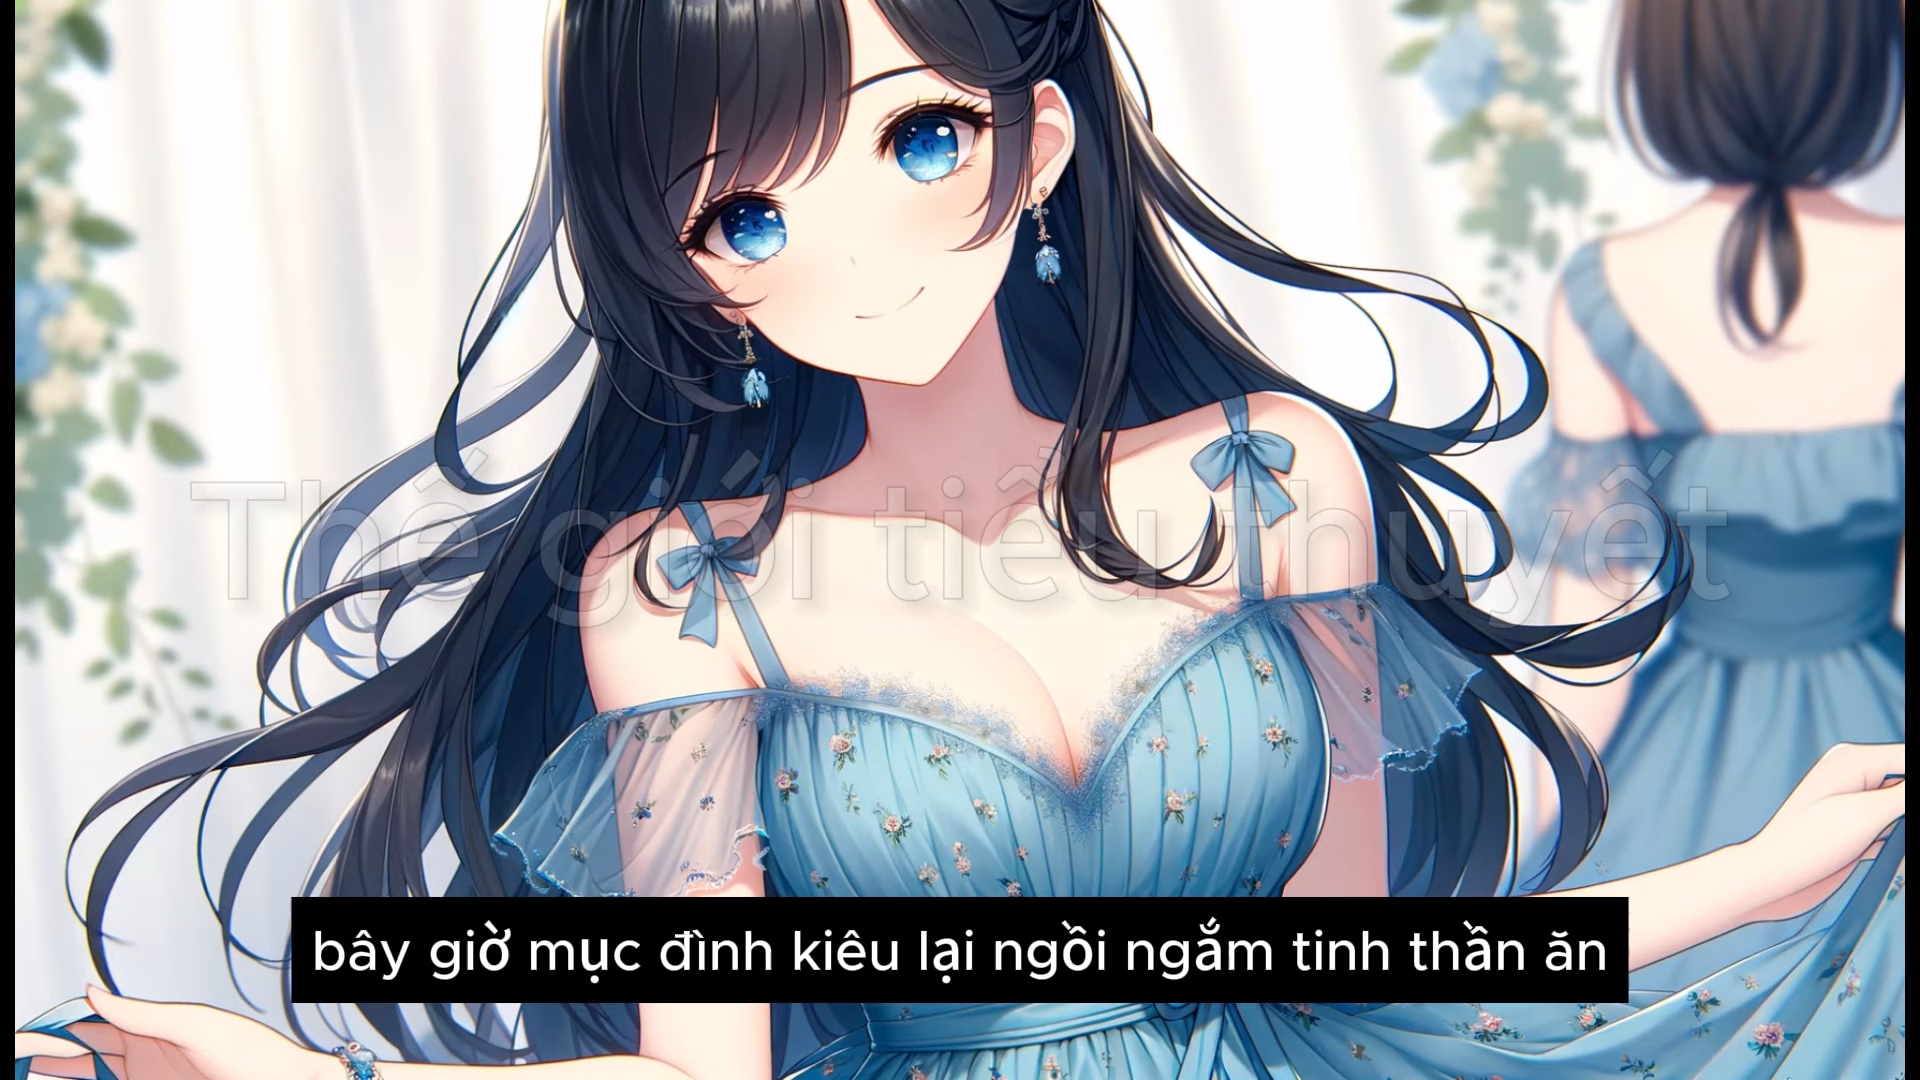 Thế giới tiểu thuyết
bây giờ mục đình kiêu lại ngồi ngắm tinh thần ăn